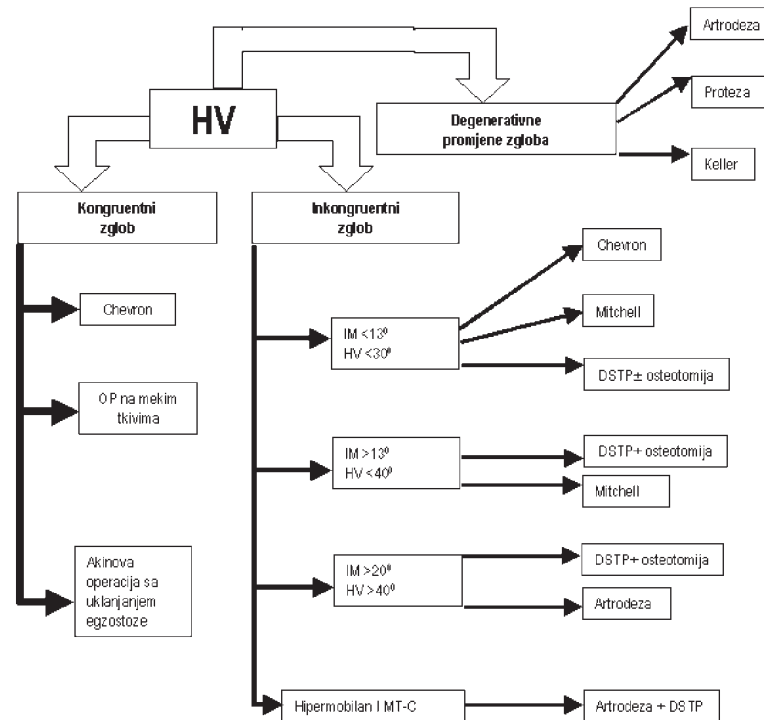 HV
Degenerativne
promjene zgloba
Artrodeza
Proteza
Keller
Kongruentni
zglob
Chevron
OP na mekim
tkivima
Akinova
operacija sa
uklanjanjem
egzostoze
Inkongruentni
zglob
IM <13⁰
HV <30⁰
Chevron
Mitchell
DSTP± osteotomija
IM >13⁰
HV <40⁰
DSTP+ osteotomija
Mitchell
IM >20⁰
HV >40⁰
DSTP+ osteotomija
Artrodeza
Hipermobilan I MT-C
Artrodeza + DSTP